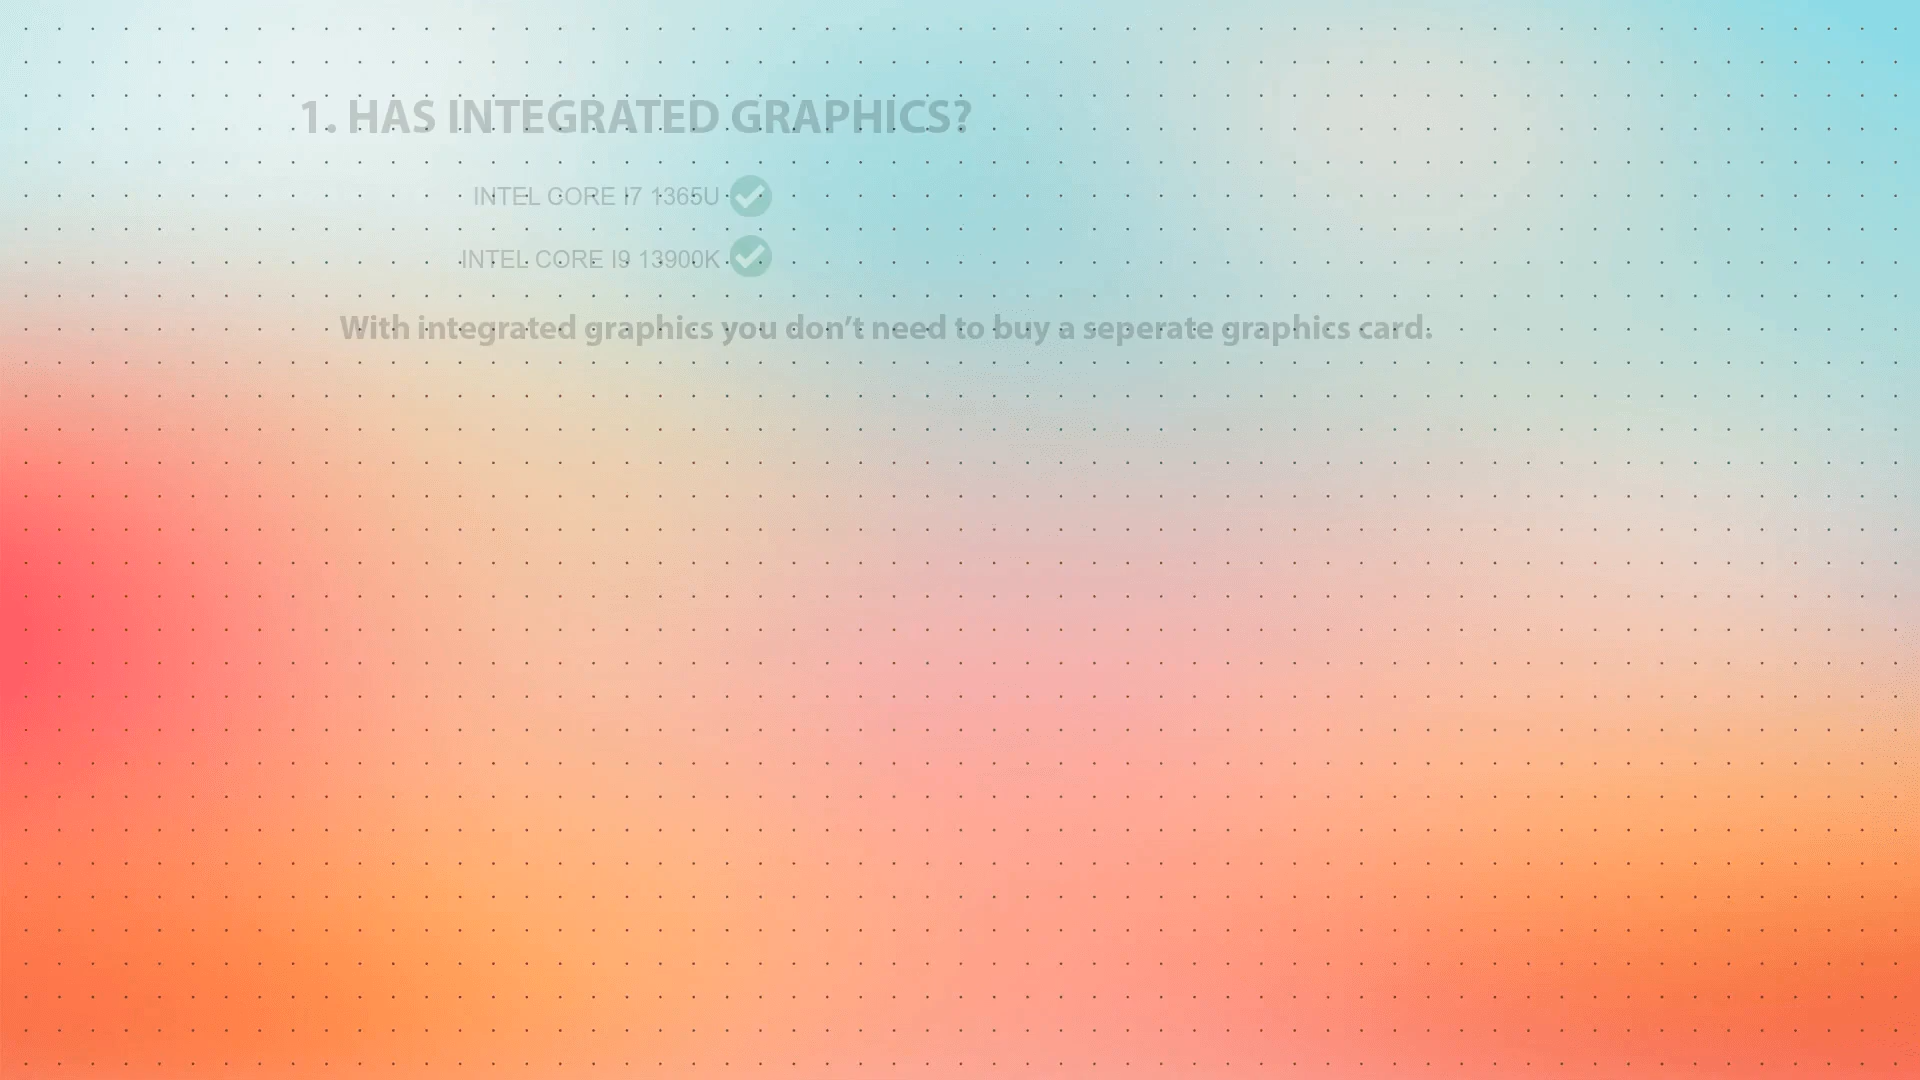 1. HAS INTEGRATED GRAPHICS?
INTEL CORE I7 1365U
INTEL CORE I9 13900K
With integrated graphics you don’t need to buy a seperate graphics card.